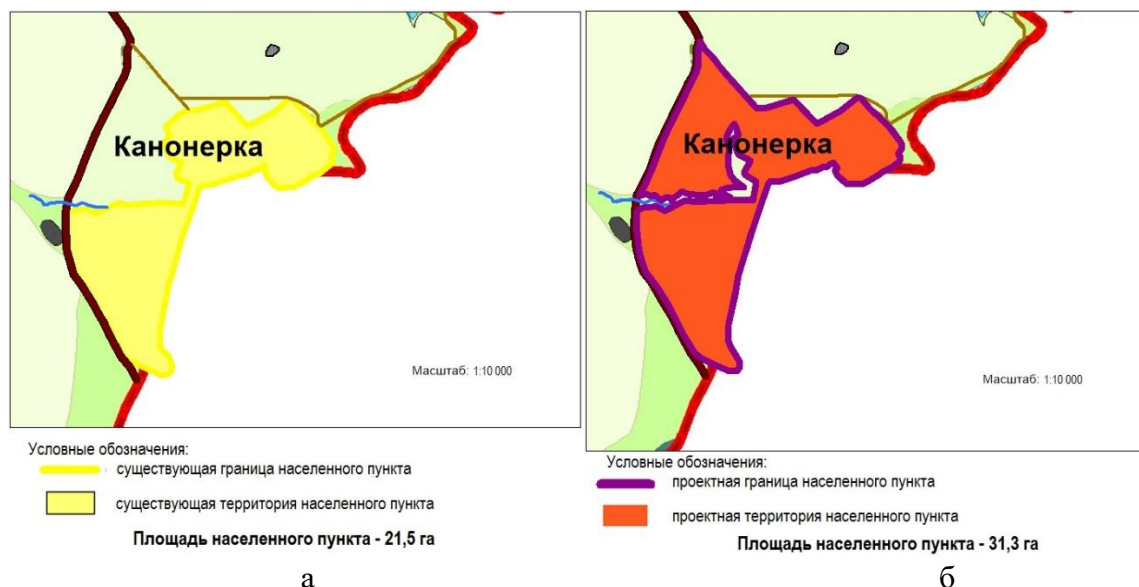 Канонерка
Масштаб: 1:10 000
Условные обозначения:
существующая граница населенного пункта
существующая территория населенного пункта
Площадь населенного пункта - 21,5 га
а
Канонерка
Масштаб: 1:10 000
Условные обозначения:
проектная граница населенного пункта
проектная территория населенного пункта
Площадь населенного пункта - 31,3 га
б